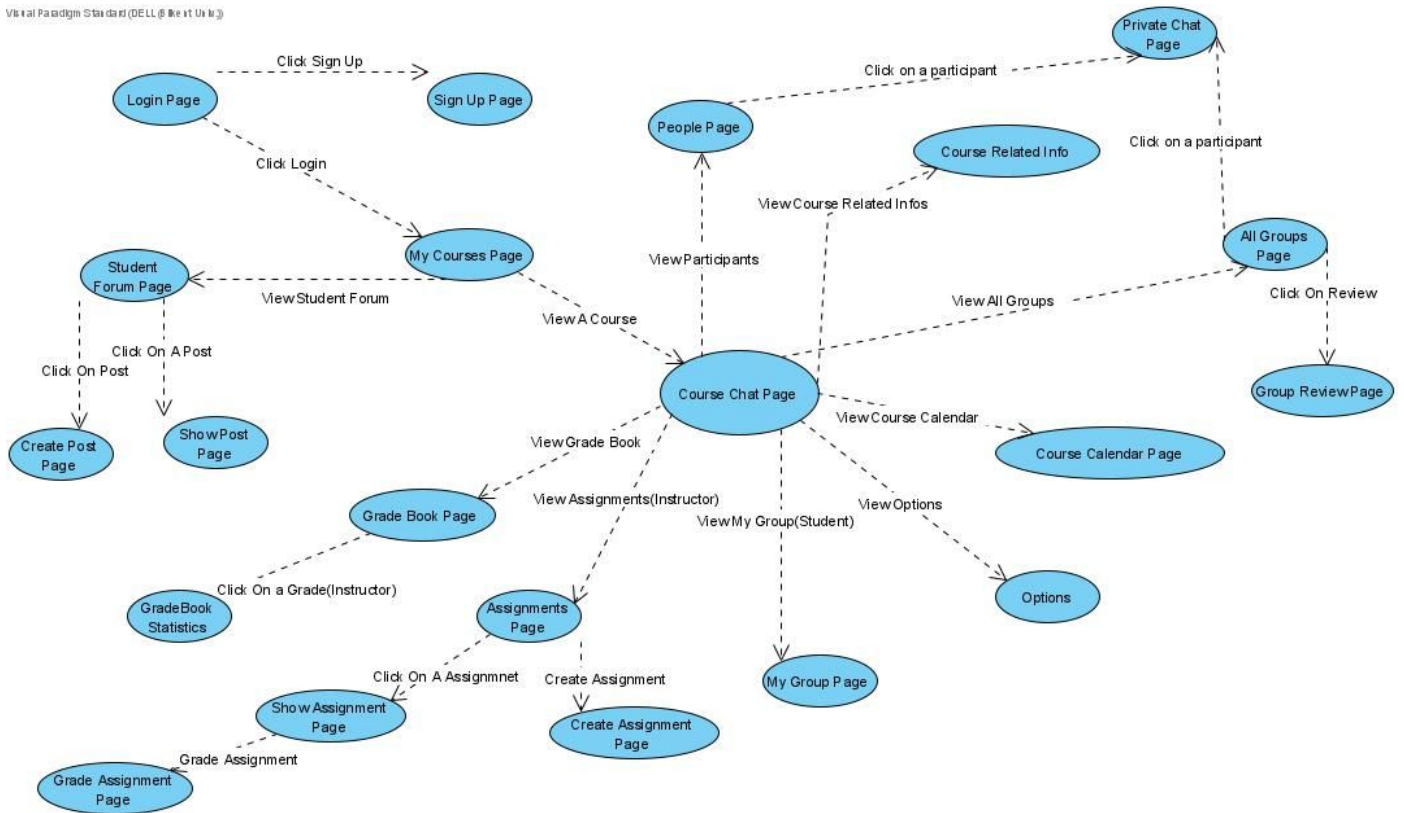 Visual Paradigm Standard(DELL(Bilkent Univ.))
Click Sign Up
Login Page
Sign Up Page
Click Login
Private Chat
Page
Click on a participant
People Page
Course Related Info
Click on a participant
View Course Related Infos
My Courses Page
Student
Forum Page
View Student Forum
View Participants
All Groups
Page
View All Groups
Click On Review
View A Course
Click On A Post
Click On Post
Course Chat Page
Group Review Page
Create Post
Page
Show Post
Page
View Grade Book
View Course Calendar
Course Calendar Page
View Assignments(Instructor)
View My Group(Student)
View Options
Grade Book Page
Click On a Grade(Instructor)
GradeBook
Statistics
Assignments
Page
Options
Click On A Assignmnet
Create Assignment
My Group Page
Show Assignment
Page
Create Assignment
Page
Grade Assignment
Grade Assignment
Page